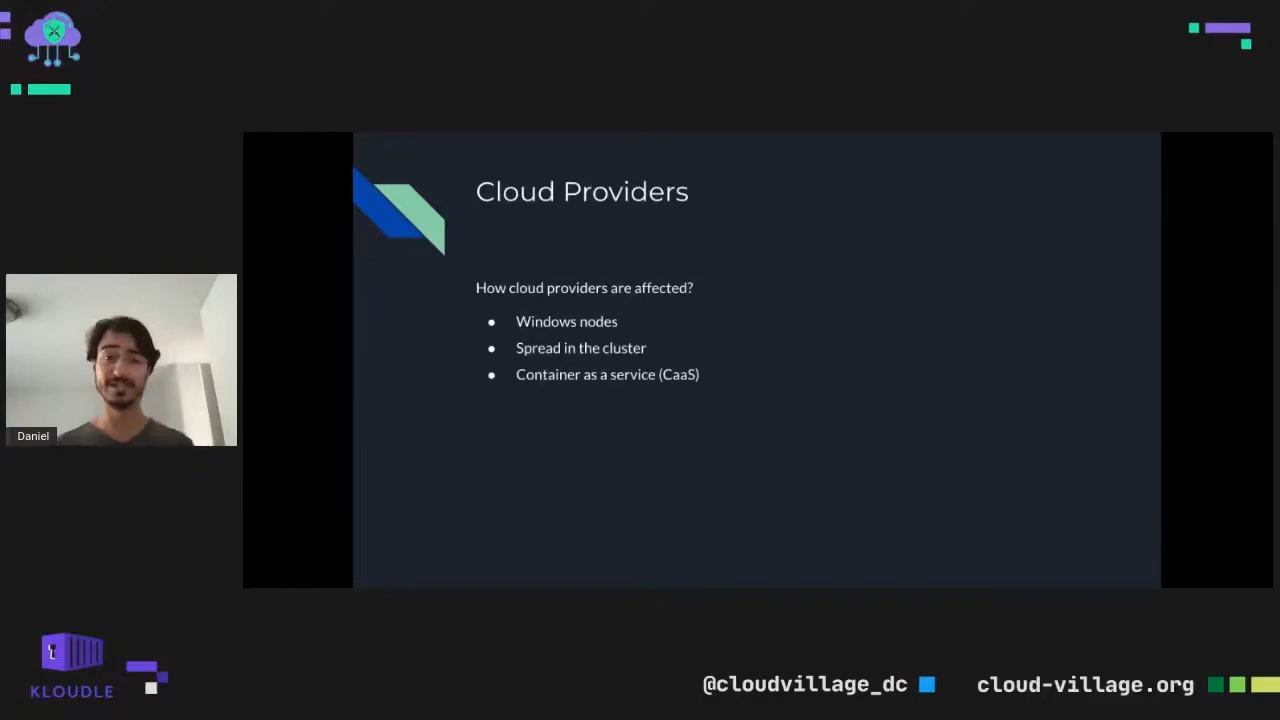 Cloud Providers
How cloud providers are affected?
● Windows nodes
● Spread in the cluster
● Container as a service (CaaS)
Daniel
KLOUDLE
@cloudvillage_dc
cloud-village.org